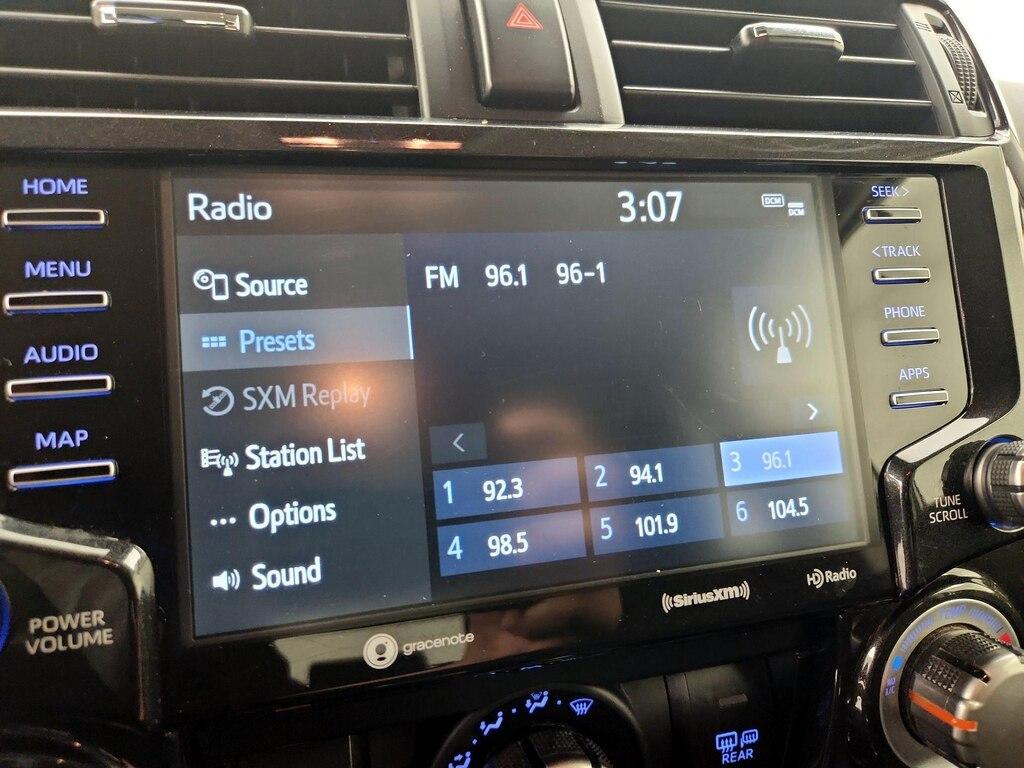 HOME
MENU
AUDIO
MAP
POWER
VOLUME
Radio
3:07
DCM
DCM
Source
Presets
SXM Replay
Station List
Options
Sound
FM 96.1 96-1
1 92.3
2 94.1
3 96.1
4 98.5
5 101.9
6 104.5
gracenote
SiriusXM
HD Radio
SEEK >
< TRACK
PHONE
APPS
TUNE
SCROLL
REAR